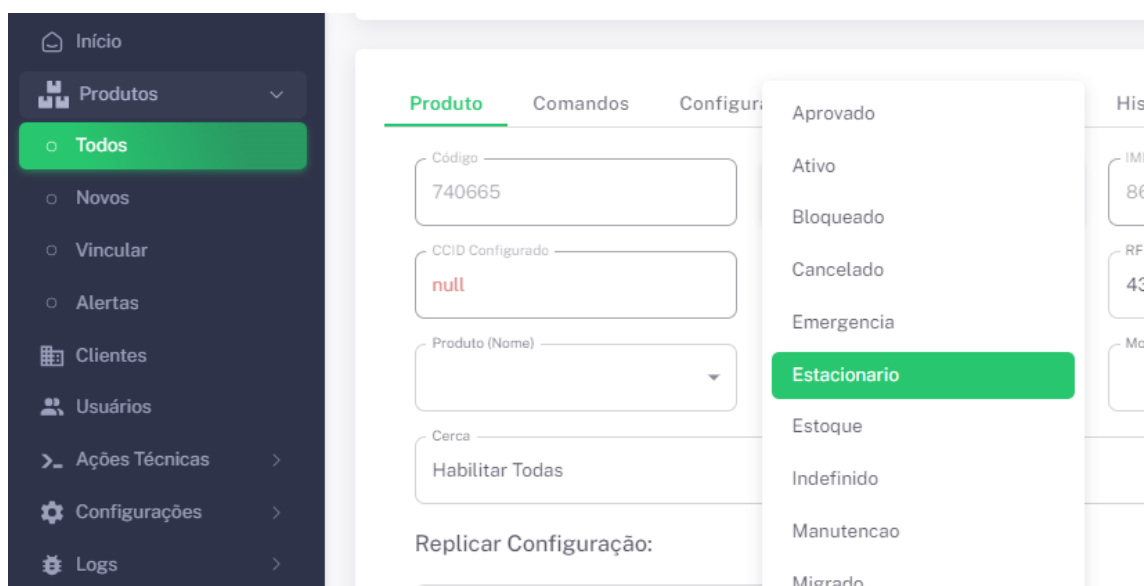 Início
Produtos
Todos
Novos
Vincular
Alertas
Clientes
Usuários
Ações Técnicas
Configurações
Logs
Produto Comandos
Código
740665
CCID Configurado
null
Produto (Nome)
Cerca
Habilitar Todas
Replicar Configuração:
Aprovado
Ativo
Bloqueado
Cancelado
Emergencia
Estacionario
Estoque
Indefinido
Manutencao
Migrado